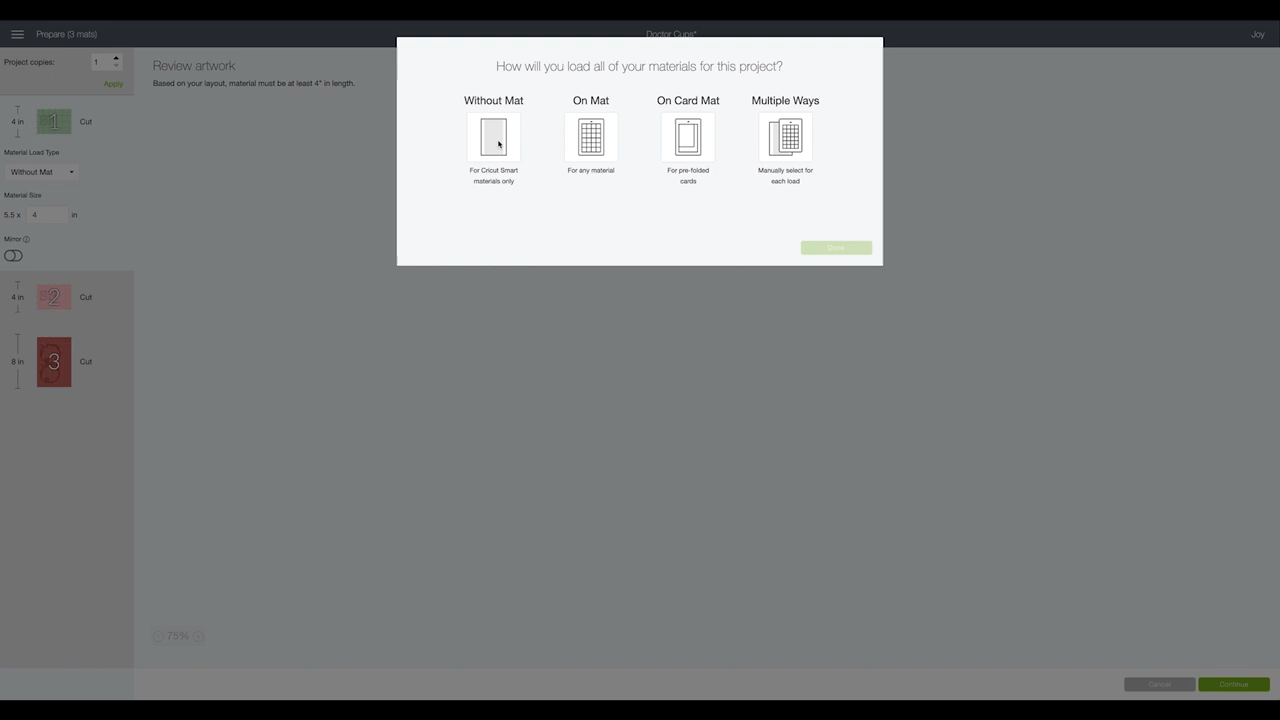 Prepare (3 mats)
Doctor Cups*
Joy
Project copies:
1
Apply
4 in
1
Cut
Material Load Type
Without Mat
Material Size
5.5 x
4
in
Mirror
4 in
2
Cut
8 in
3
Cut
Review artwork
Based on your layout, material must be at least 4" in length.
How will you load all of your materials for this project?
Without Mat
On Mat
On Card Mat
Multiple Ways
For Cricut Smart
materials only
For any material
For pre-folded
cards
Manually select for
each load
Done
75%
Cancel
Continue